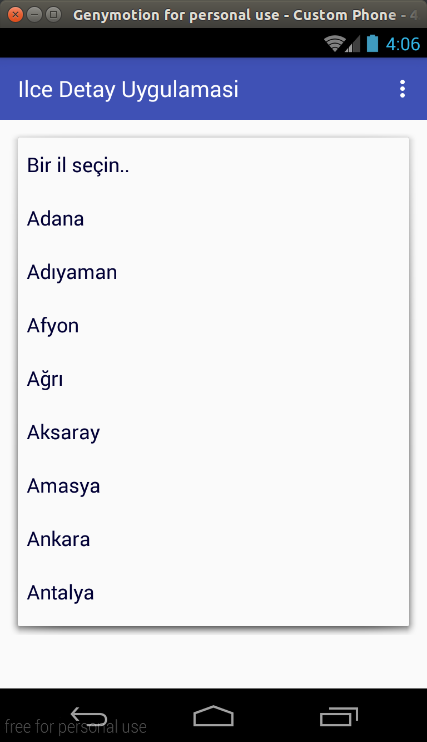 Genymotion for personal use - Custom Phone - 4
4:06
Ilce Detay Uygulamasi
Bir il seçin..
Adana
Adıyaman
Afyon
Ağrı
Aksaray
Amasya
Ankara
Antalya
free for personal use